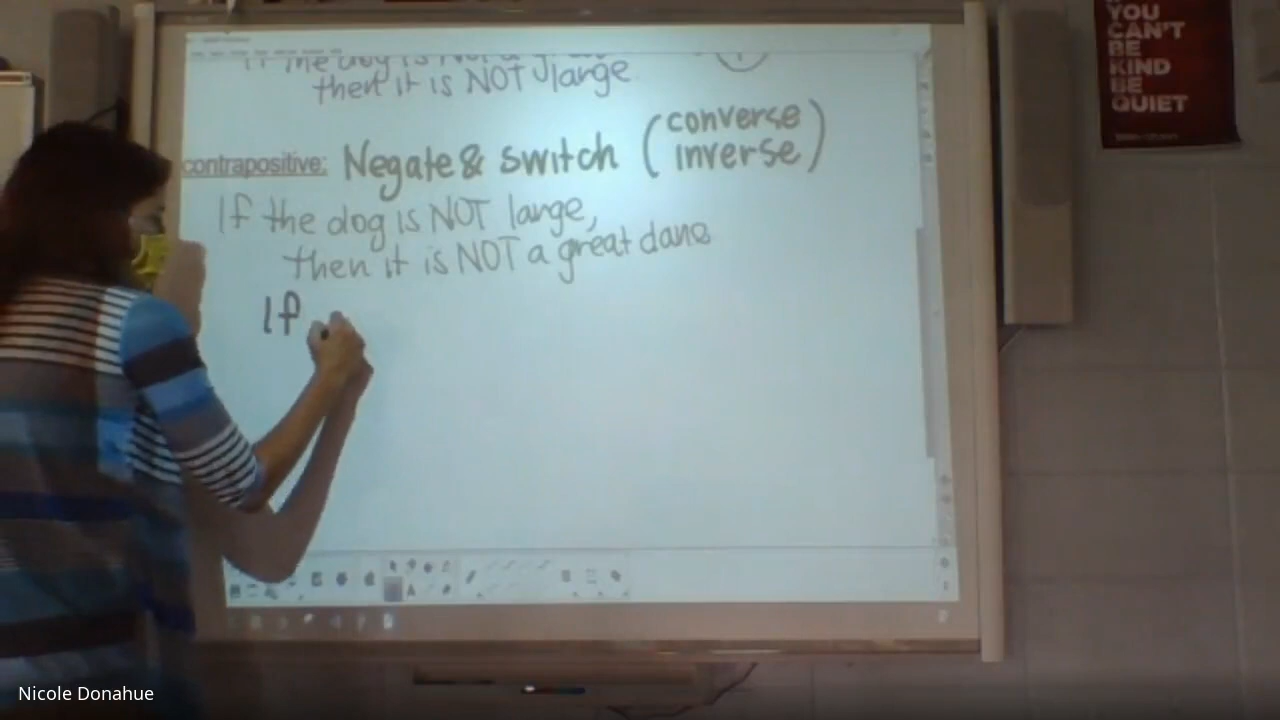 then it is NOT large
contrapositive: Negate & switch (converse inverse)
If the dog is NOT large,
then it is NOT a great dane
If
YOU
CAN'T
BE
KIND
BE
QUIET
Nicole Donahue